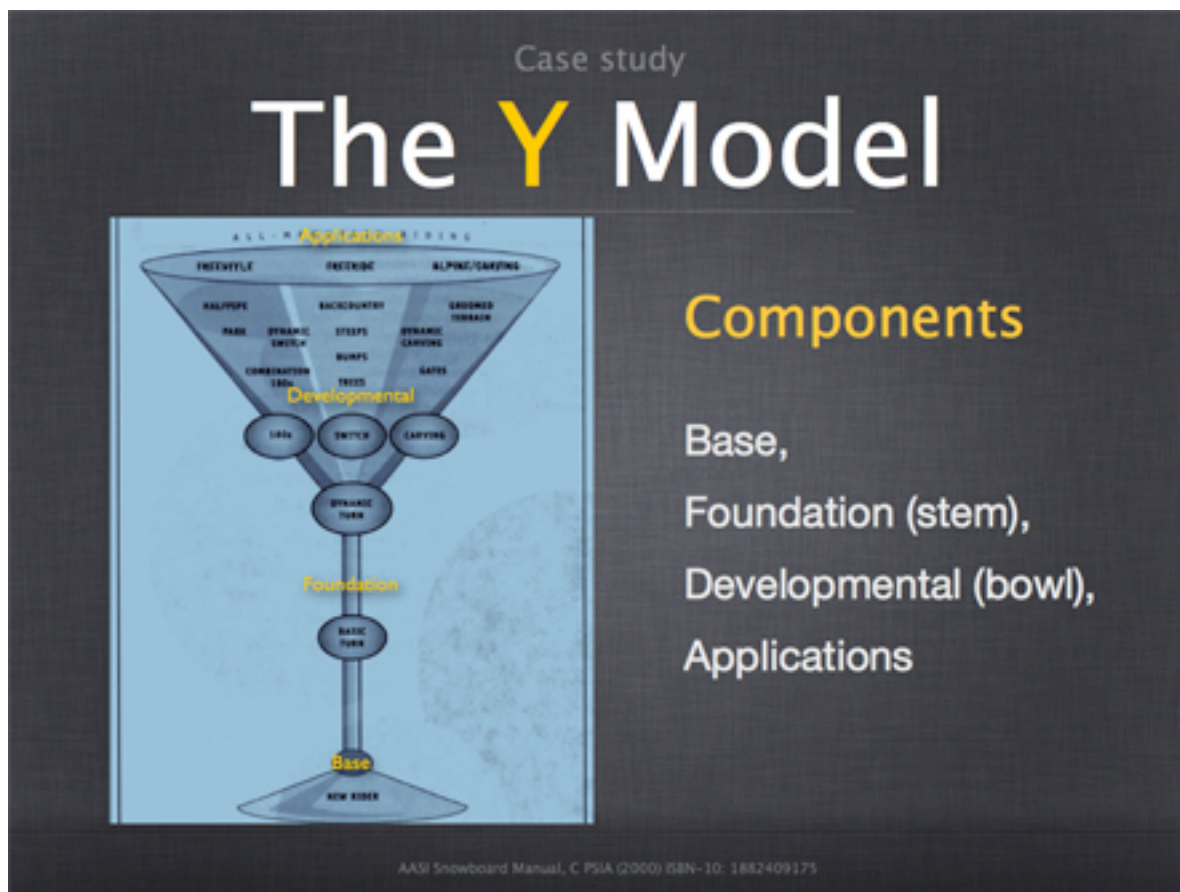 Case study
The Y Model
Applications
FREESTYLE FREERIDE ALPINE/CARVING
HALFPIPE BACKCOUNTRY GROOMED
TERRAIN
PARK DYNAMIC STEEPS DYNAMIC
SWITCH CARVING
BUMPS
COMBINATION GATES
180s TREES
Developmental
180s SWITCH CARVING
DYNAMIC
TURN
Foundation
BASIC
TURN
Base
NEW RIDER
Components
Base,
Foundation (stem),
Developmental (bowl),
Applications
AASI Snowboard Manual, C PSIA (2000) ISBN-10: 1882409175